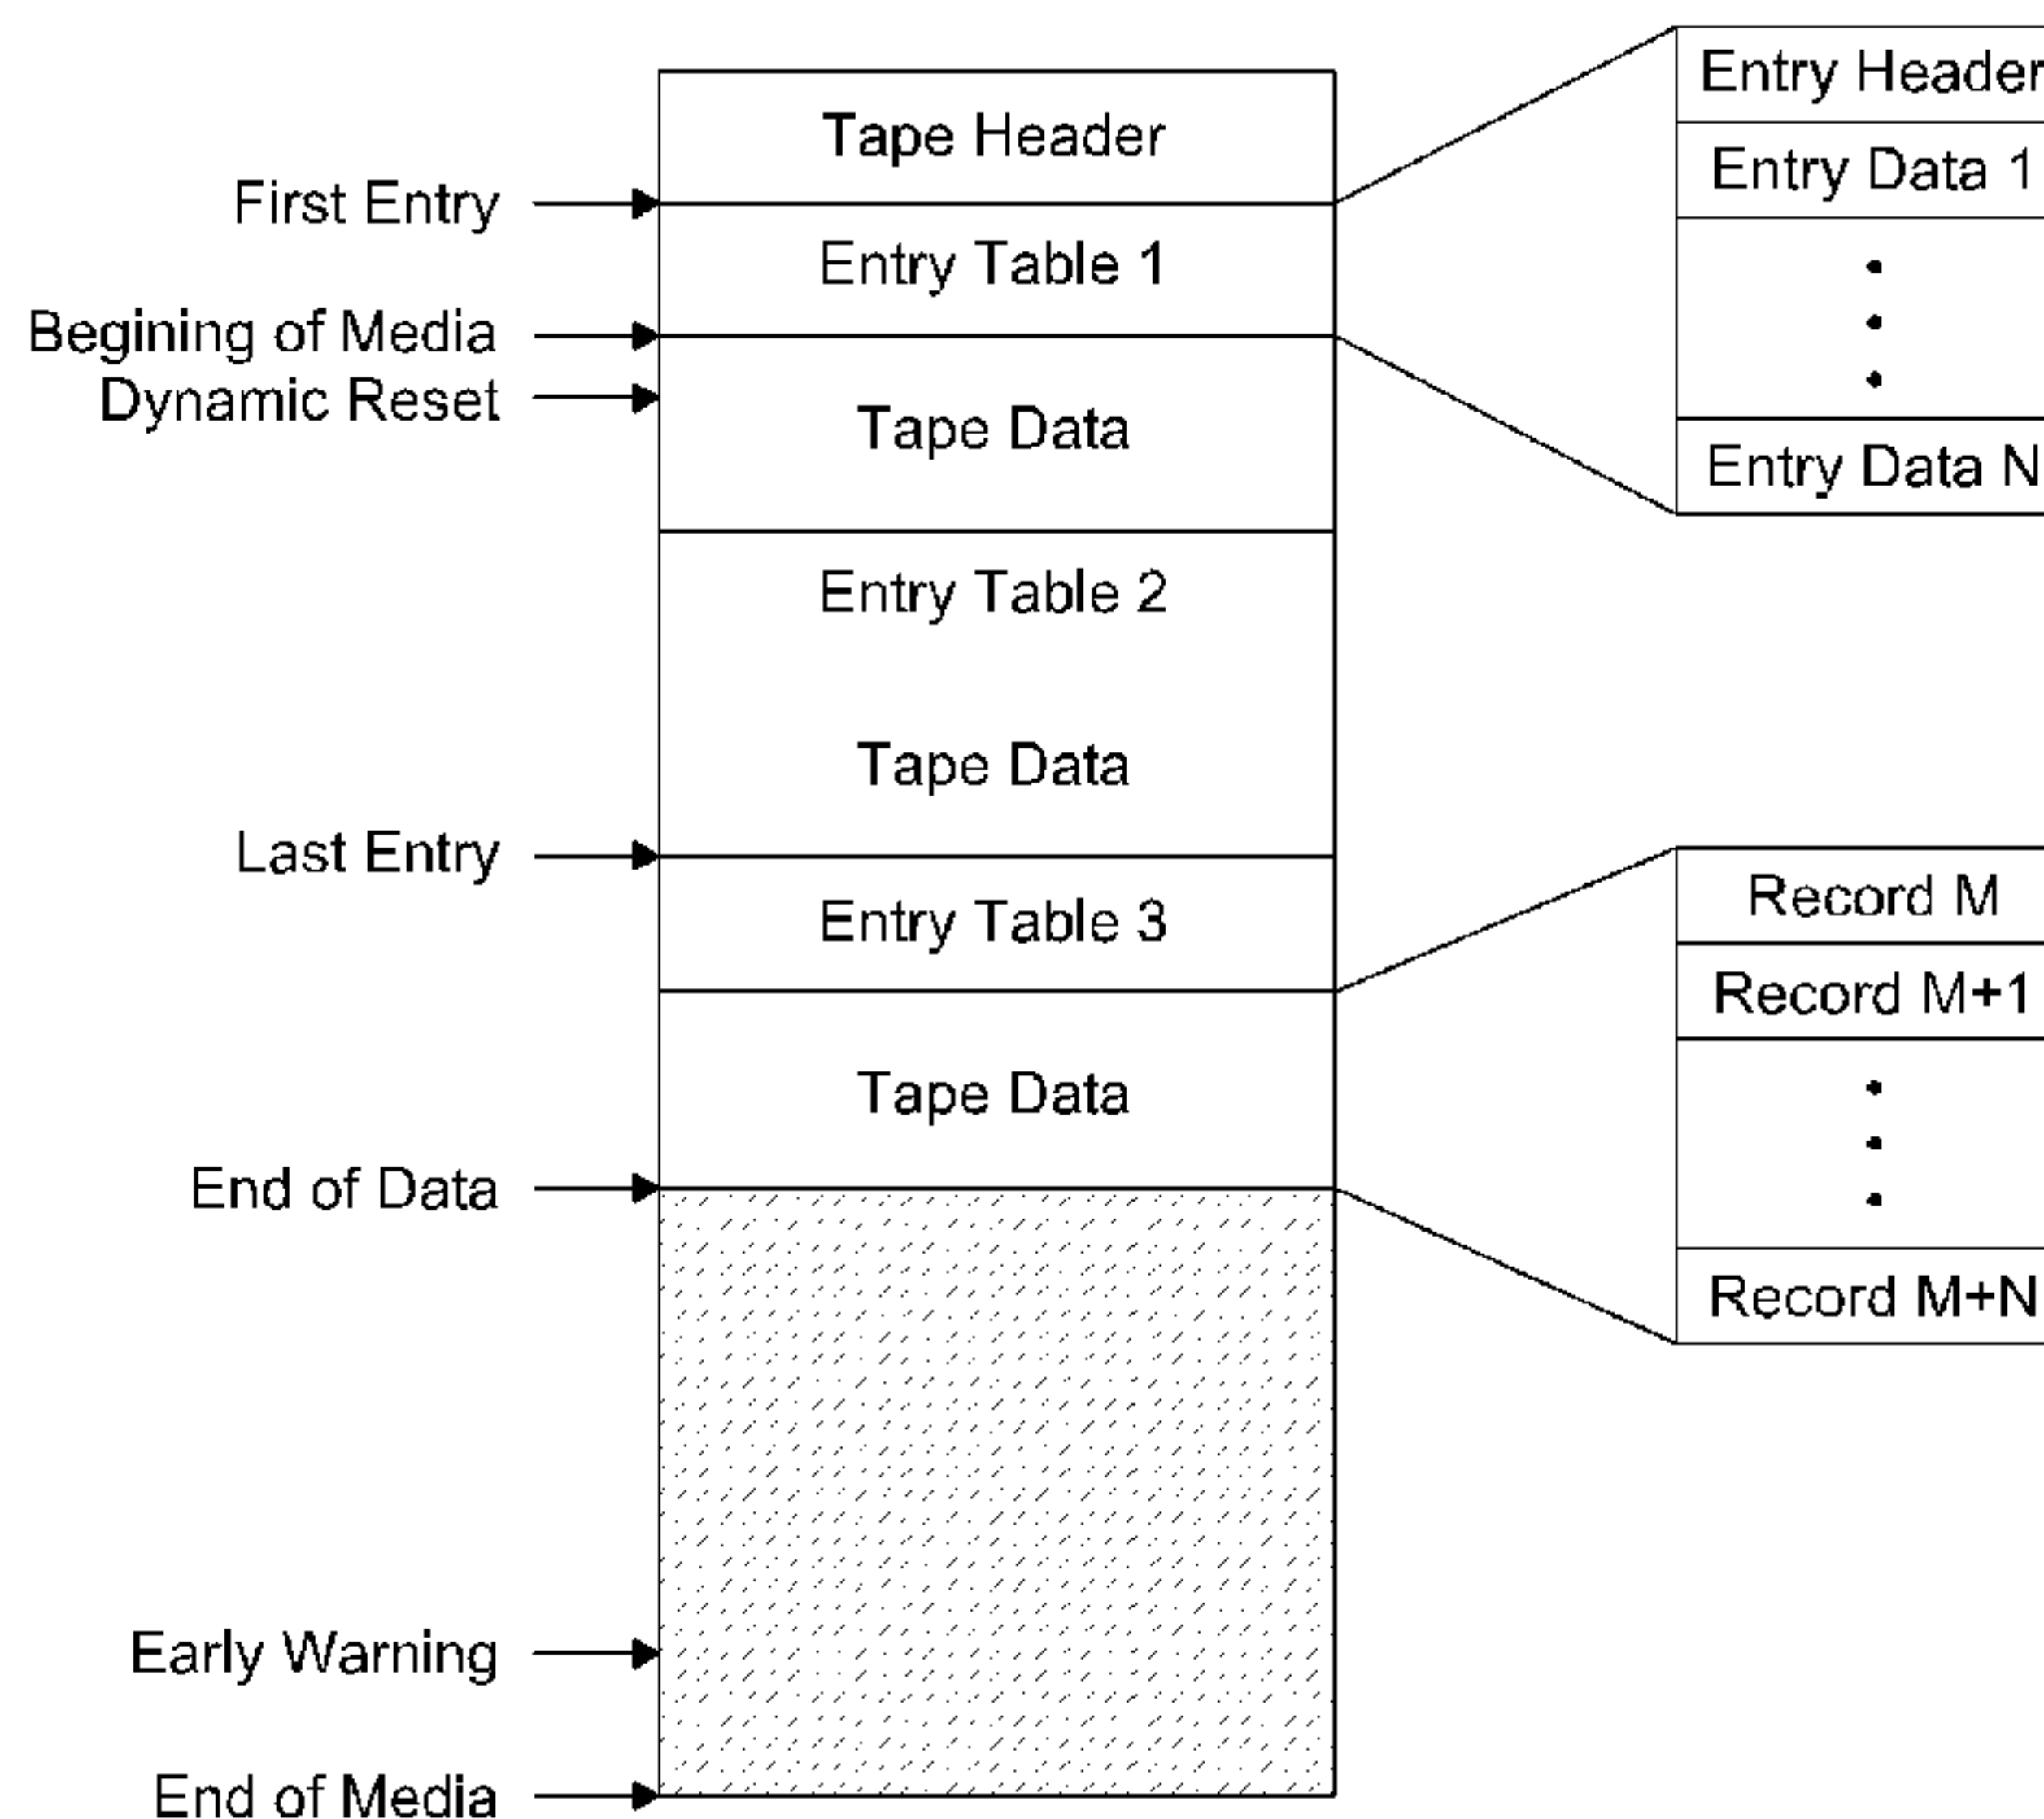 Tape Header
First Entry
Entry Table 1
Begining of Media
Dynamic Reset
Tape Data
Entry Table 2
Tape Data
Last Entry
Entry Table 3
Tape Data
End of Data
Early Warning
End of Media
Entry Header
Entry Data 1
Entry Data N
Record M
Record M+1
Record M+N